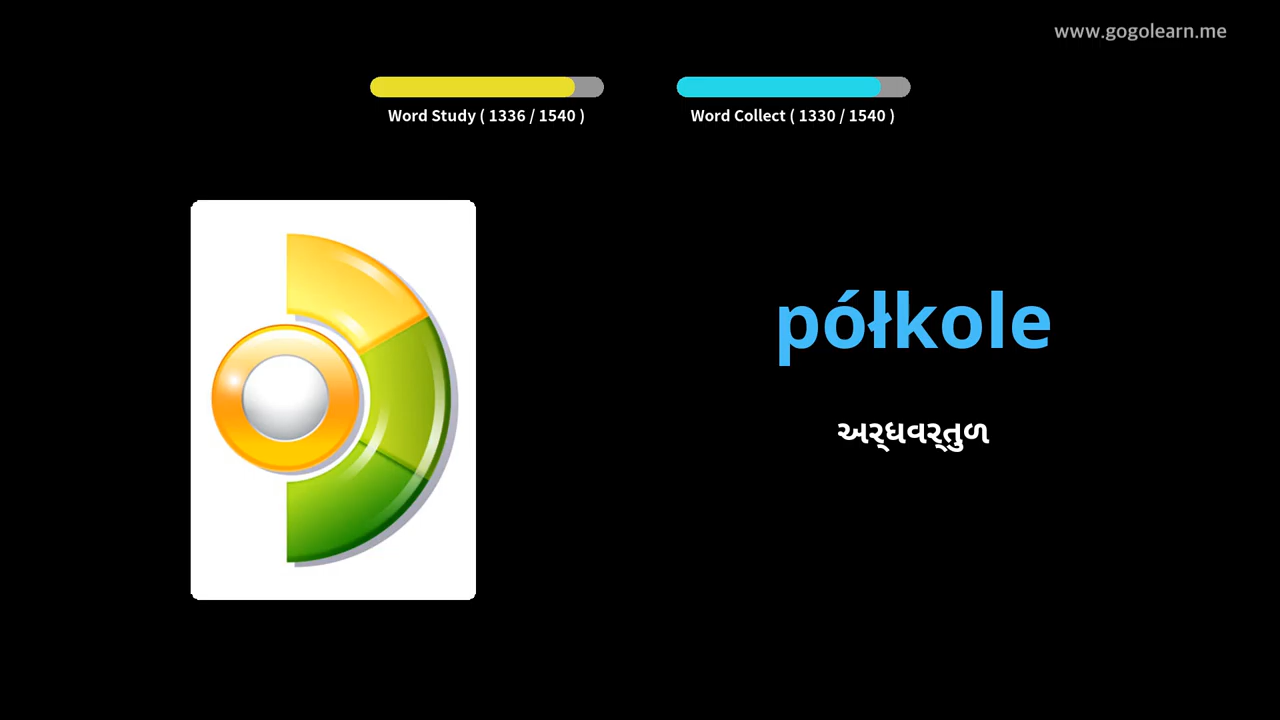 www.gogolearn.me
Word Study ( 1336 / 1540 )
Word Collect ( 1330 / 1540 )
półkole
અર્ધવર્તુળ